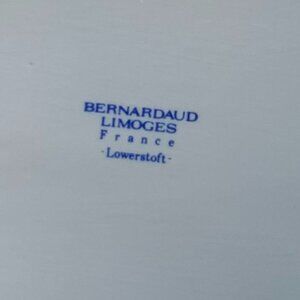 BERNARDAUD
LIMOGES
France
-Lowerstoft-